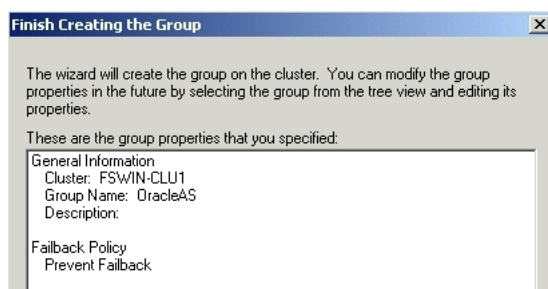 Finish Creating the Group
The wizard will create the group on the cluster. You can modify the group
properties in the future by selecting the group from the tree view and editing its
properties.
These are the group properties that you specified:
General Information
Cluster: FSWIN-CLU1
Group Name: OracleAS
Description:
Failback Policy
Prevent Failback